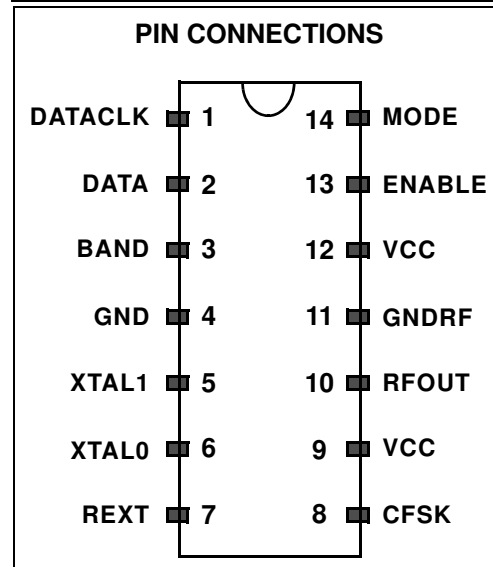 PIN CONNECTIONS
DATACLK 1 14 MODE
DATA 2 13 ENABLE
BAND 3 12 VCC
GND 4 11 GNDRF
XTAL1 5 10 RFOUT
XTAL0 6 9 VCC
REXT 7 8 CFSK